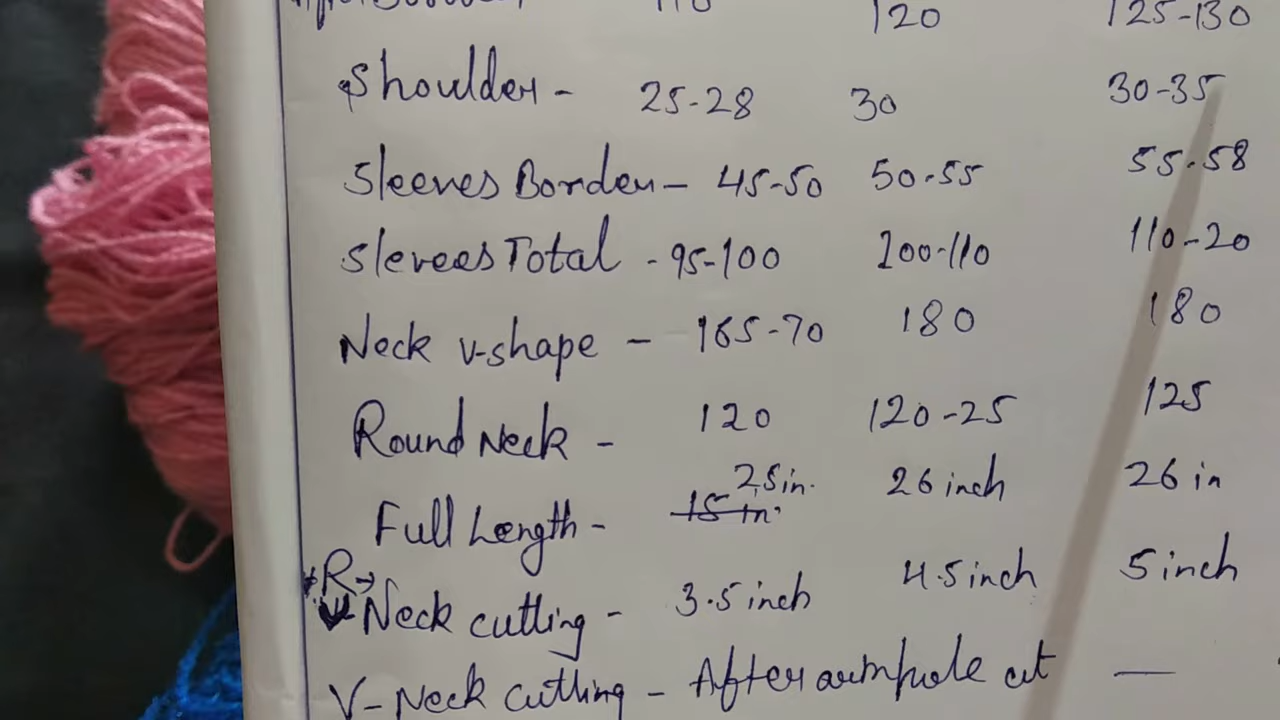 110 120 125-130
Shoulder - 25-28 30 30-35
Sleeves Border - 45-50 50-55 55-58
Slevees Total - 95-100 100-110 110-20
Neck V-shape - 165-70 180 180
Round Neck - 120 120-25 125
Full Length - 15 in. 25in. 26 inch 26 in
R→
Neck cutting - 3.5 inch 4.5 inch 5 inch
V-Neck cutting - After armhole cut —